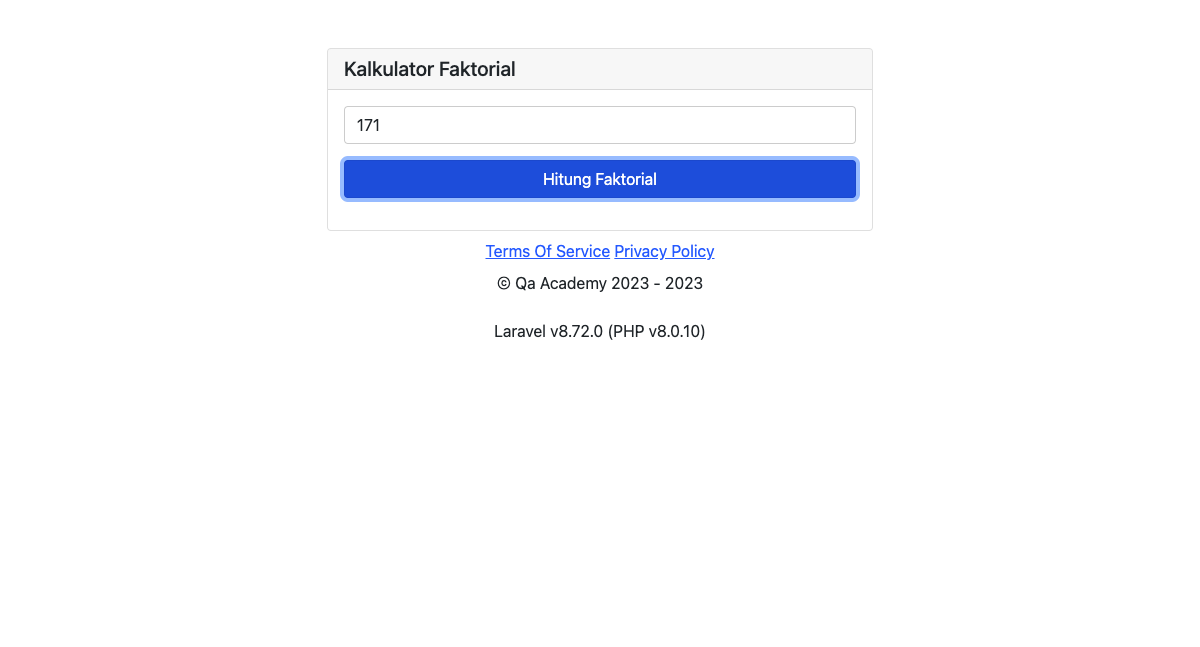 Kalkulator Faktorial
171
Hitung Faktorial
Terms Of Service Privacy Policy
© Qa Academy 2023 - 2023
Laravel v8.72.0 (PHP v8.0.10)